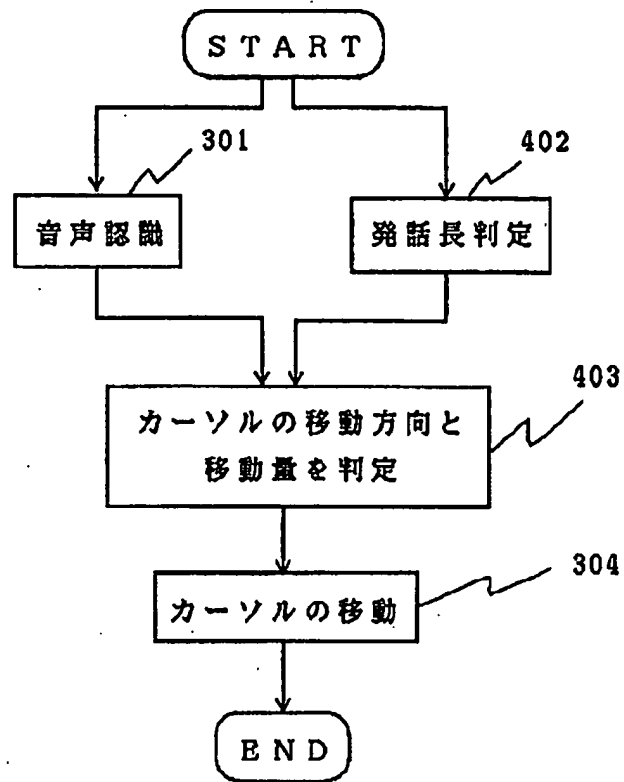 START
301
402
音声認識
発話長判定
403
カーソルの移動方向と
移動量を判定
304
カーソルの移動
END